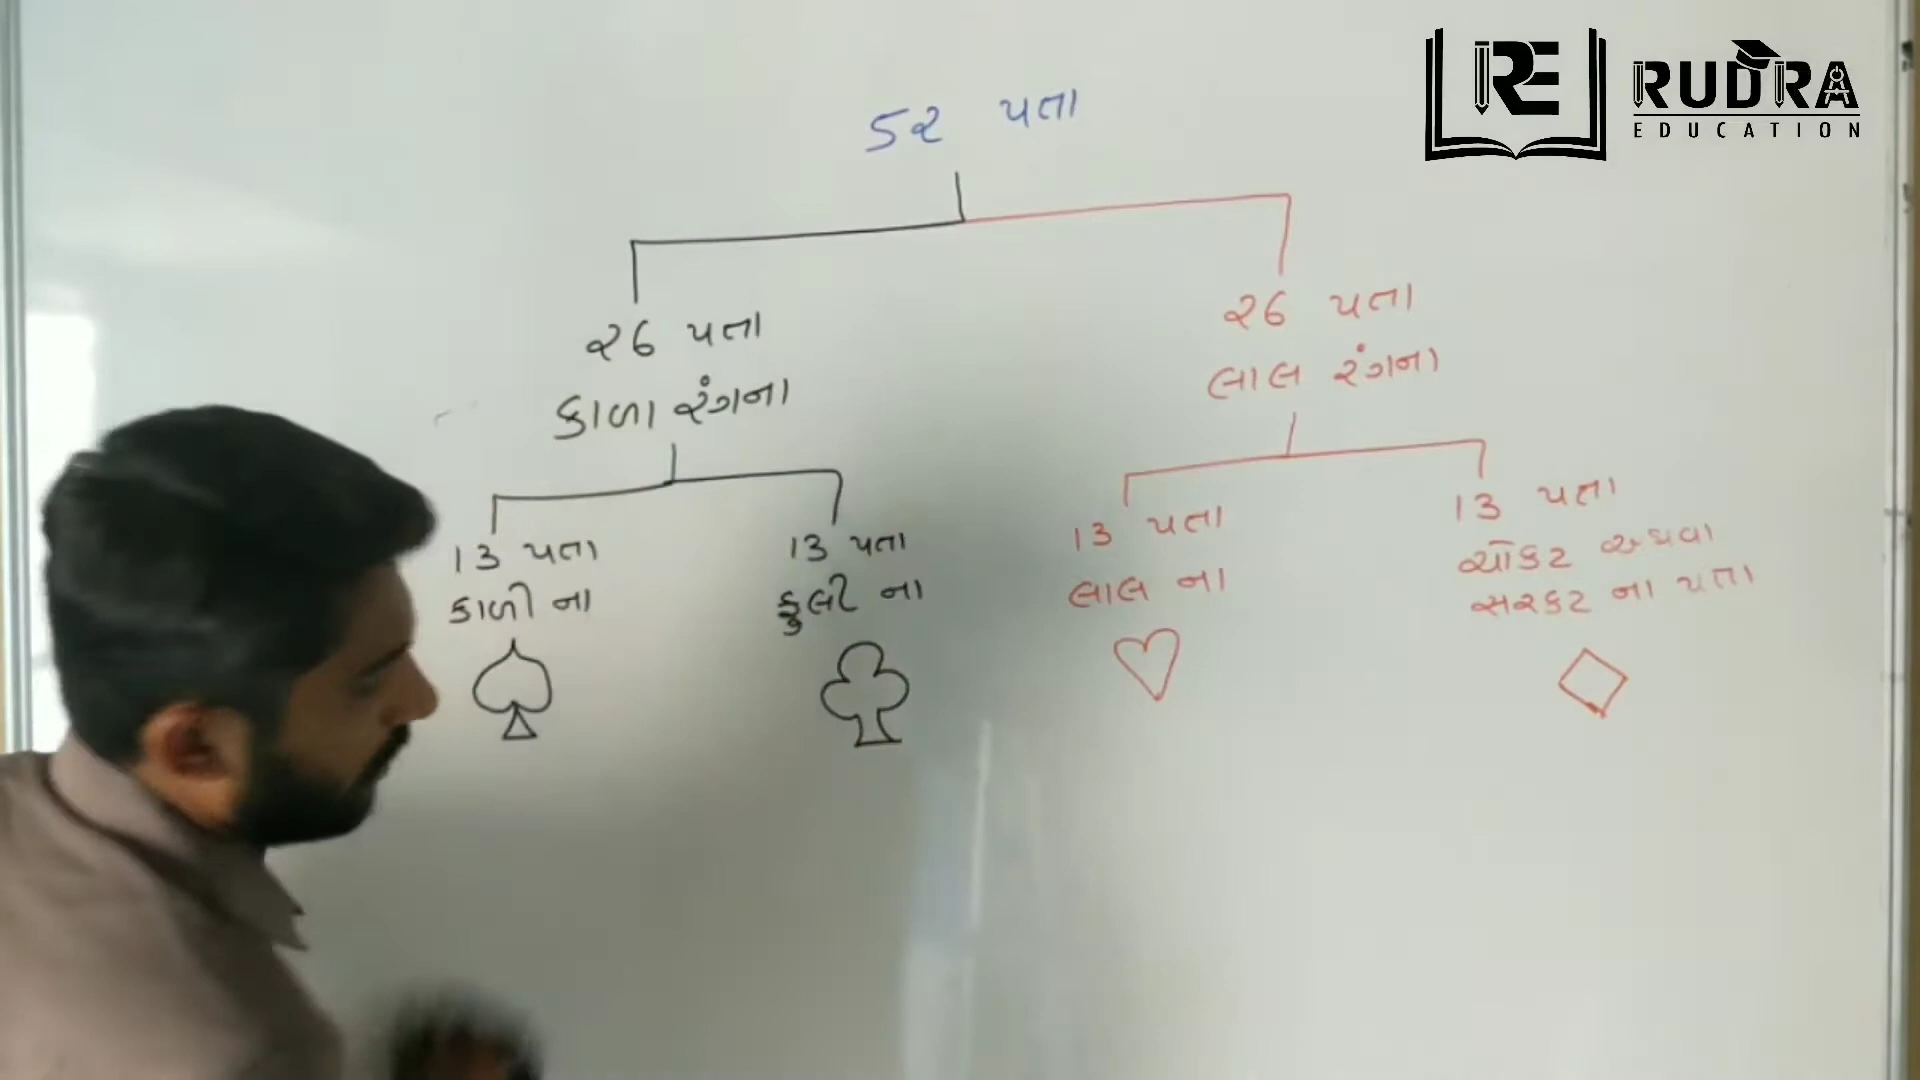 RE
RUDRA
EDUCATION
52 પતા
26 પતા
કાળા રંગના
26 પતા
લાલ રંગના
13 પતા
કાળી ના
13 પતા
ફુલી ના
13 પતા
લાલ ના
13 પતા
ચોકટ અથવા
સરકટ ના પતા